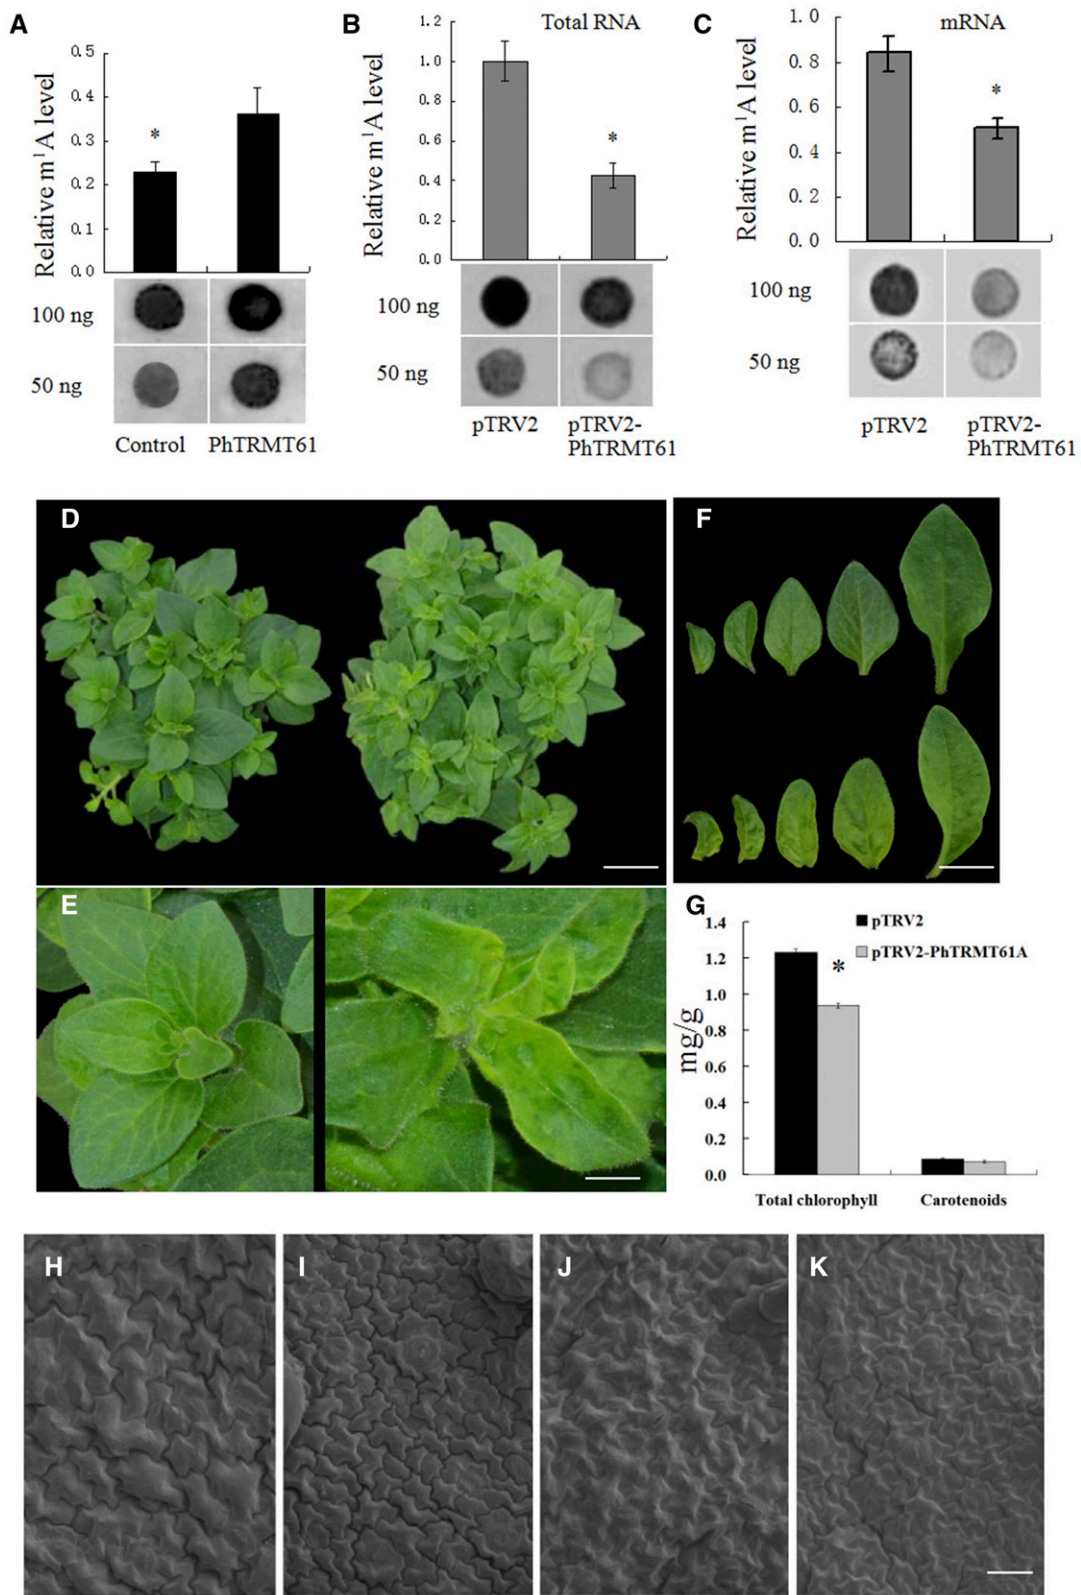 A
Relative m¹A level
0.5
0.4
0.3
0.2
0.1
0.0
*
100 ng
50 ng
Control
PhTRMT61
B
Total RNA
Relative m¹A level
1.2
1.0
0.8
0.6
0.4
0.2
0.0
*
100 ng
50 ng
pTRV2
pTRV2-
PhTRMT61
C
mRNA
Relative m¹A level
1.0
0.8
0.6
0.4
0.2
0.0
*
100 ng
50 ng
pTRV2
pTRV2-
PhTRMT61
D
F
E
G
mg/g
1.4
1.2
1.0
0.8
0.6
0.4
0.2
0.0
pTRV2
pTRV2-PhTRMT61A
*
Total chlorophyll
Carotenoids
H
I
J
K